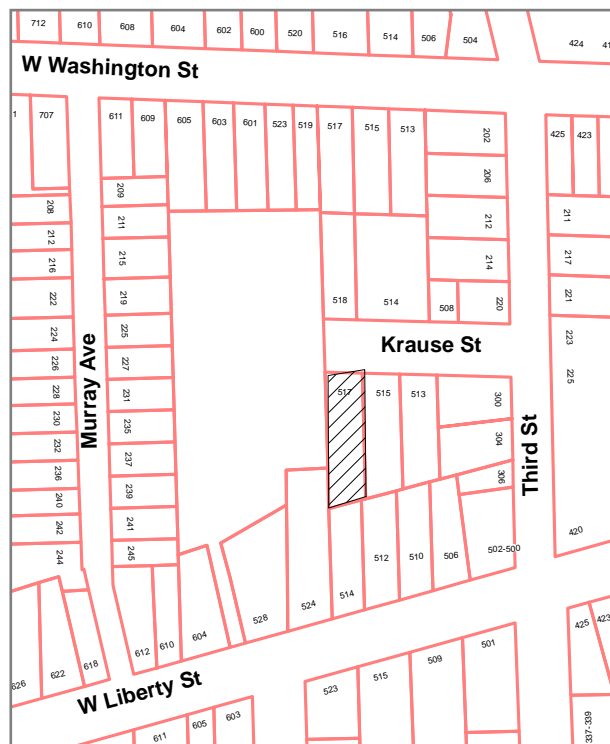 712 610 608 604 602 600 520 516 514 506 504 424
W Washington St
707 611 609 605 603 601 523 519 517 515 513 202 425 423
206
209
208 211 212 211
212
216 215 214 217
222 219 518 514 508 220 221
224 225 223
Krause St
226 227 225
228 231 517 515 513 300
Murray Ave
230 235 304
232 237 306
Third St
236 239
240
242 241 420
244 245 512 510 506 502-500
626 622 618 612 610 604 528 524 514
W Liberty St
425 423
523 515 509 501
611 605 603 337-339